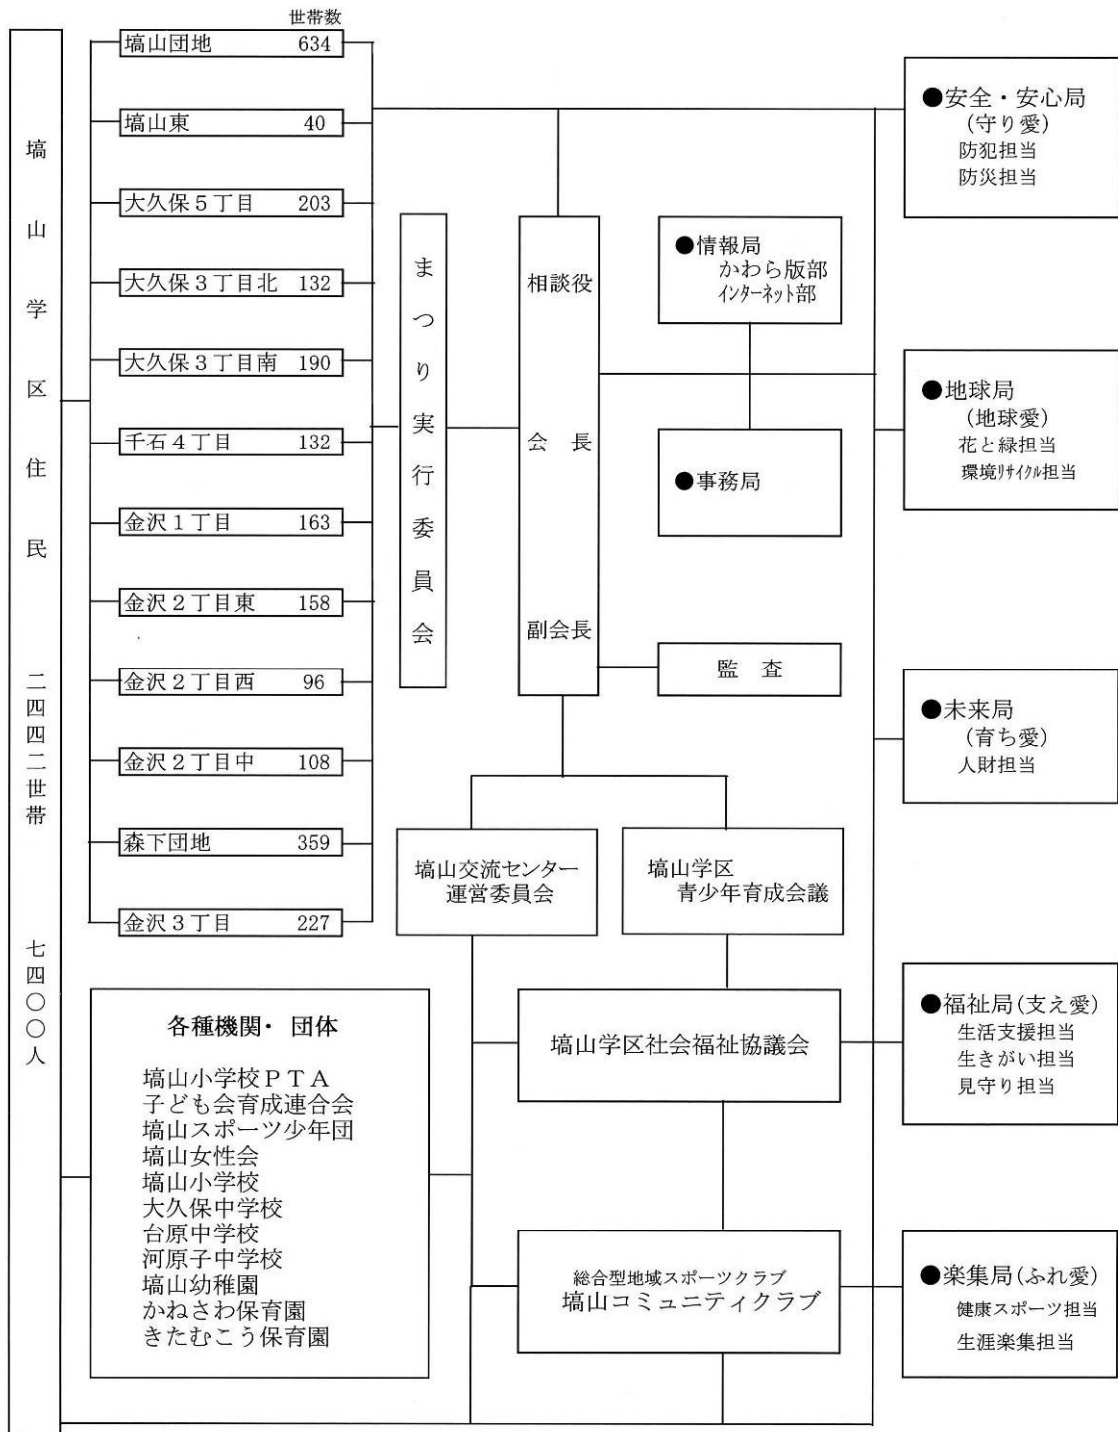 世帯数
塙山学区住民 二四四二世帯 七四〇〇人
塙山団地 634
塙山東 40
大久保５丁目 203
大久保３丁目北 132
大久保３丁目南 190
千石４丁目 132
金沢１丁目 163
金沢２丁目東 158
金沢２丁目西 96
金沢２丁目中 108
森下団地 359
金沢３丁目 227
各種機関・ 団体
塙山小学校ＰＴＡ
子ども会育成連合会
塙山スポーツ少年団
塙山女性会
塙山小学校
大久保中学校
台原中学校
河原子中学校
塙山幼稚園
かねさわ保育園
きたむこう保育園
まつり実行委員会
相談役
会 長
副会長
●情報局
かわら版部
インターネット部
●事務局
監 査
塙山交流センター
運営委員会
塙山学区
青少年育成会議
塙山学区社会福祉協議会
総合型地域スポーツクラブ
塙山コミュニティクラブ
●安全・安心局
(守り愛)
防犯担当
防災担当
●地球局
(地球愛)
花と緑担当
環境リサイクル担当
●未来局
(育ち愛)
人財担当
●福祉局(支え愛)
生活支援担当
生きがい担当
見守り担当
●楽集局(ふれ愛)
健康スポーツ担当
生涯楽集担当